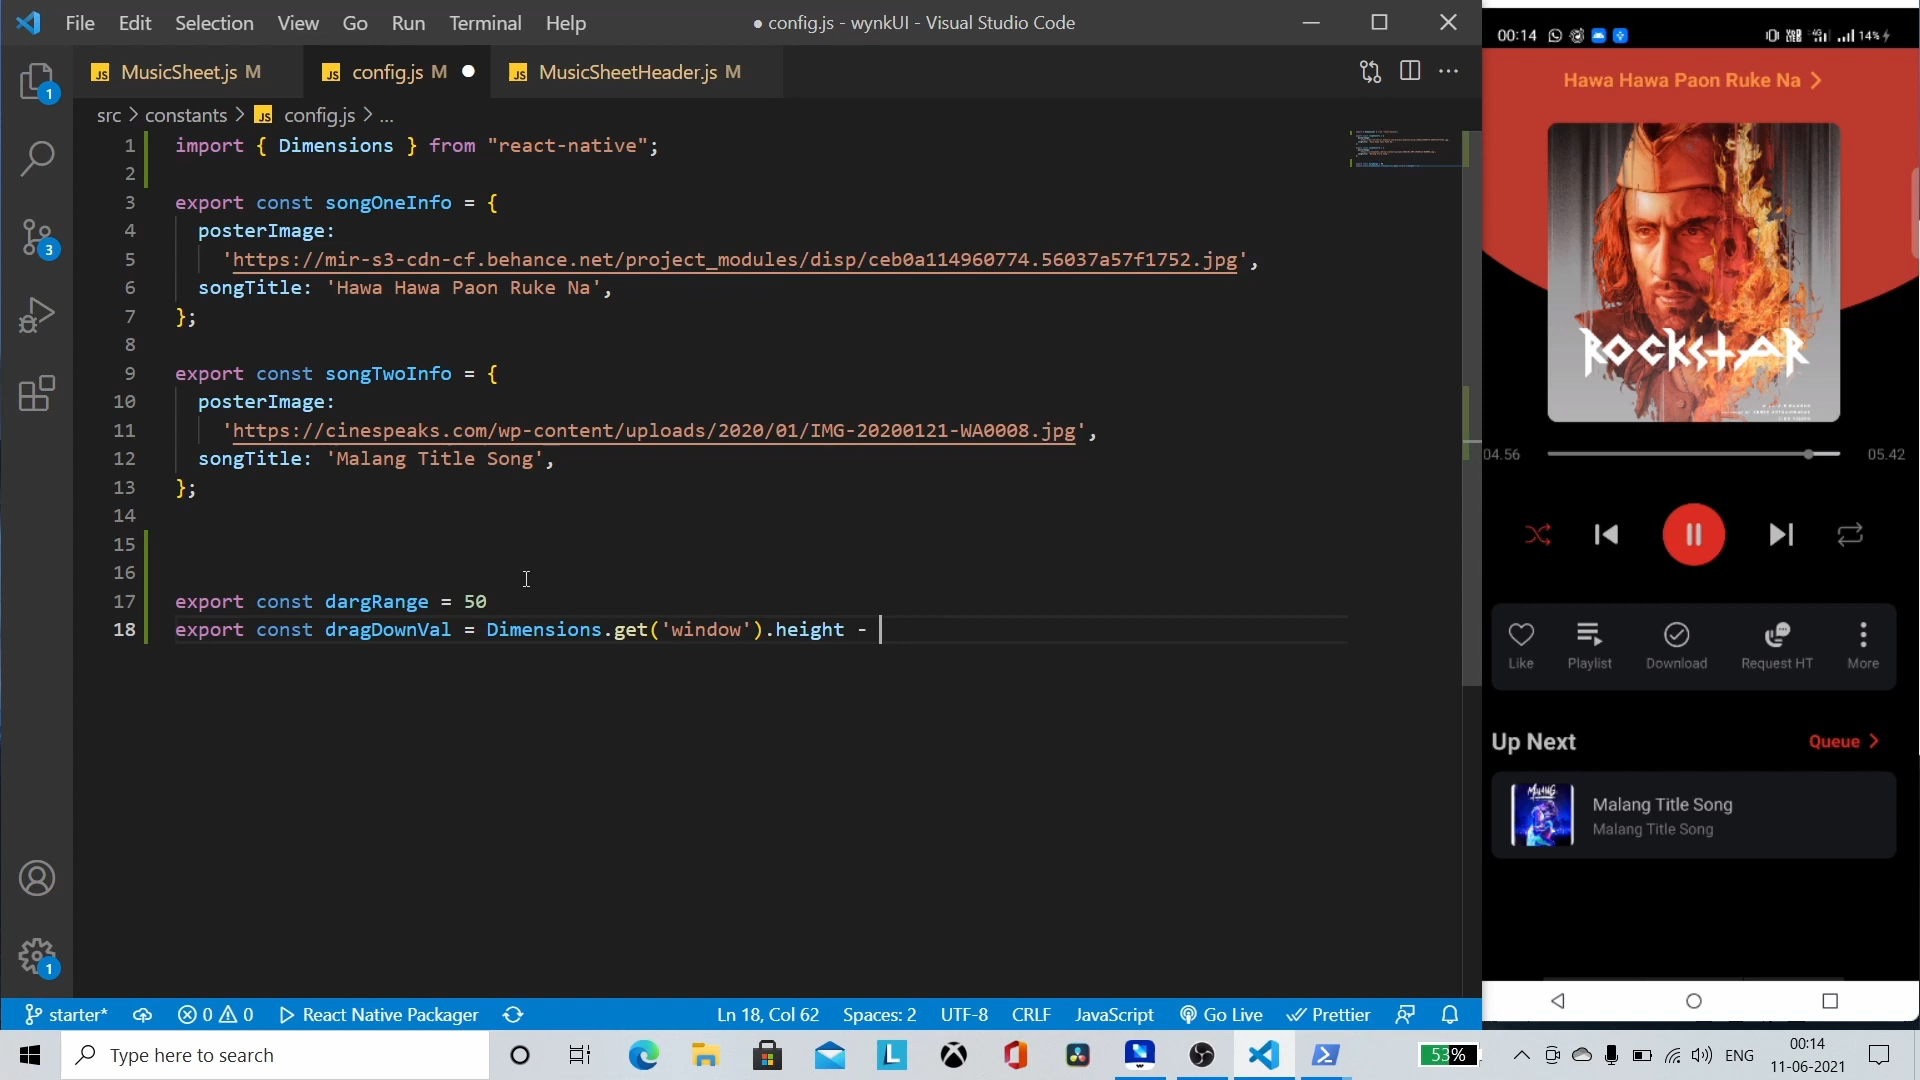 File Edit Selection View Go Run Terminal Help
● config.js - wynkUI - Visual Studio Code
MusicSheet.js M
config.js M
MusicSheetHeader.js M
src > constants > JS config.js > ...
1 import { Dimensions } from "react-native";
2
3 export const songOneInfo = {
4 posterImage:
5 'https://mir-s3-cdn-cf.behance.net/project_modules/disp/ceb0a114960774.56037a57f1752.jpg',
6 songTitle: 'Hawa Hawa Paon Ruke Na',
7 };
8
9 export const songTwoInfo = {
10 posterImage:
11 'https://cinespeaks.com/wp-content/uploads/2020/01/IMG-20200121-WA0008.jpg',
12 songTitle: 'Malang Title Song',
13 };
14
15
16
17 export const dargRange = 50
18 export const dragDownVal = Dimensions.get('window').height -
1
3
1
starter*
0 0
React Native Packager
Ln 18, Col 62
Spaces: 2
UTF-8
CRLF
JavaScript
Go Live
Prettier
Type here to search
53%
ENG
00:14
11-06-2021
00:14
14%
Hawa Hawa Paon Ruke Na >
ROCKSTAR
04.56
05.42
Like
Playlist
Download
Request HT
More
Up Next
Queue >
MALANG
Malang Title Song
Malang Title Song